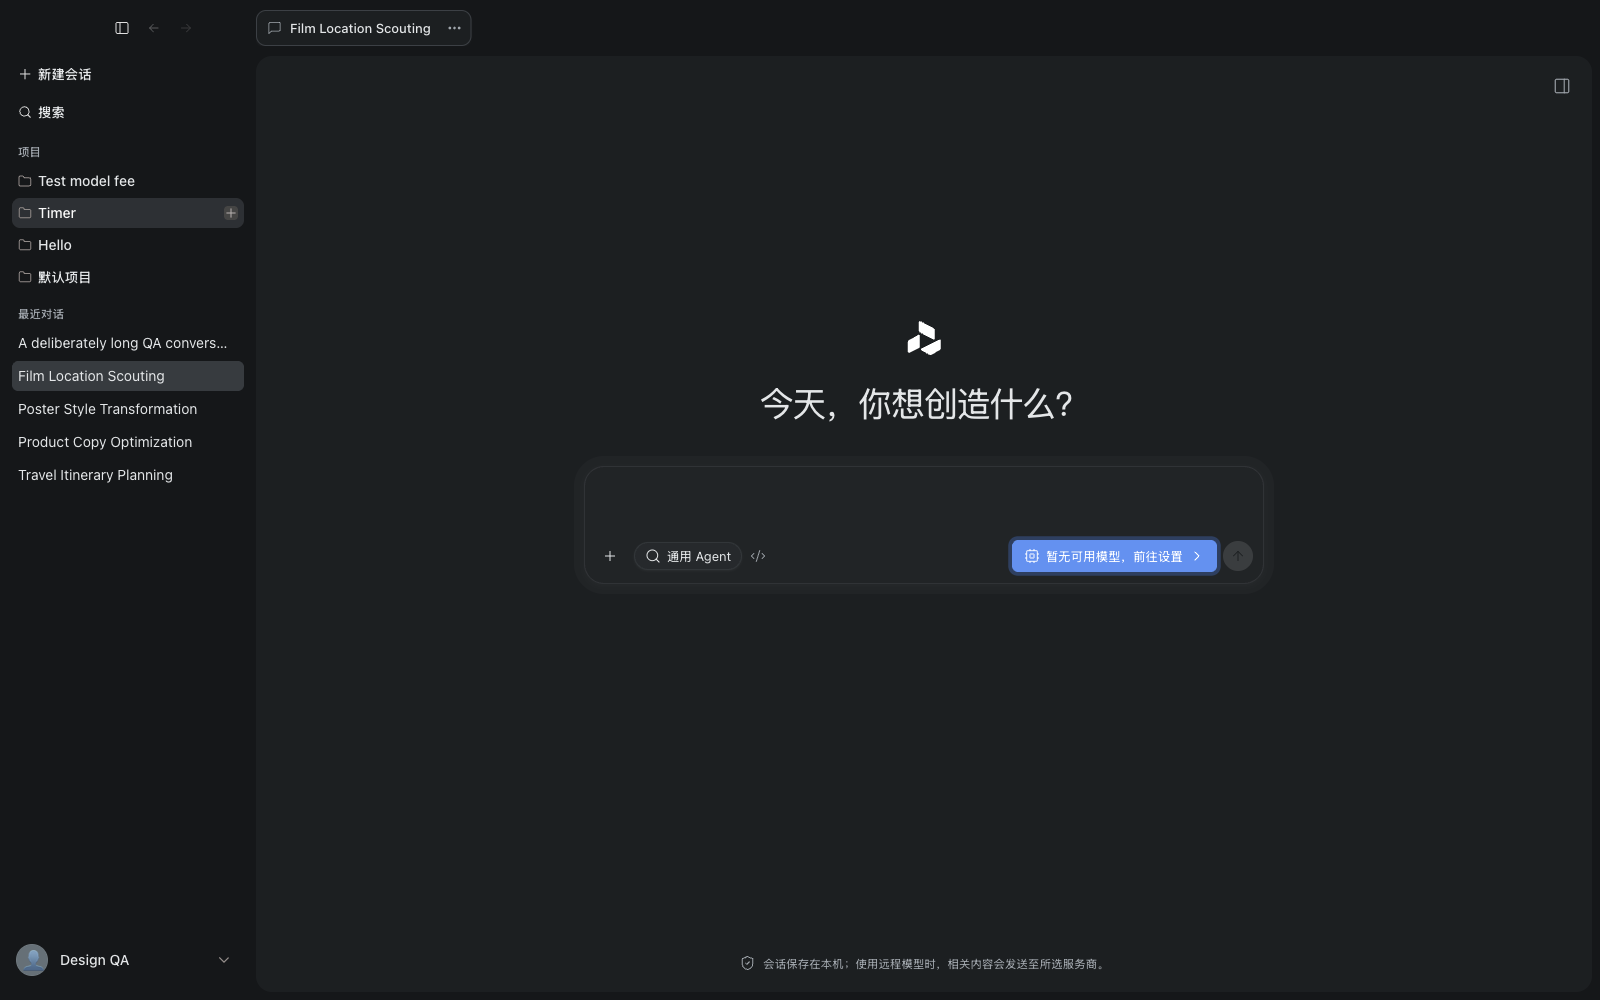 Film Location Scouting
新建会话
搜索
项目
Test model fee
Timer
Hello
默认项目
最近对话
A deliberately long QA convers...
Film Location Scouting
Poster Style Transformation
Product Copy Optimization
Travel Itinerary Planning
今天，你想创造什么?
通用 Agent
暂无可用模型，前往设置
Design QA
会话保存在本机；使用远程模型时，相关内容会发送至所选服务商。